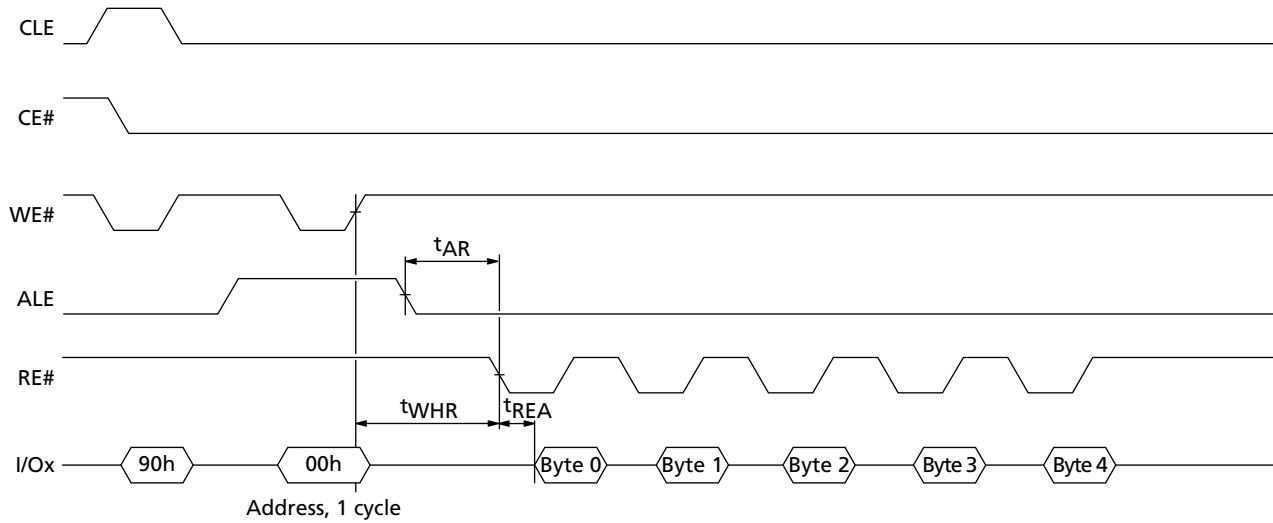 CLE
CE#
WE#
tAR
ALE
RE#
tWHR tREA
I/Ox 90h 00h Byte 0 Byte 1 Byte 2 Byte 3 Byte 4
Address, 1 cycle